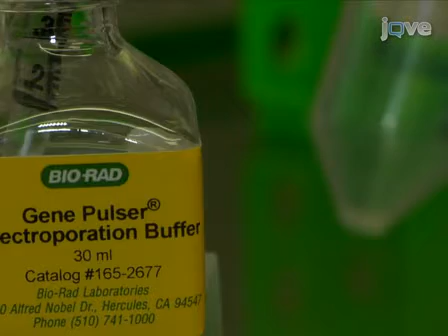 jove
BIO-RAD
Gene Pulser®
ectroporation Buffer
30 ml
Catalog #165-2677
Bio-Rad Laboratories
0 Alfred Nobel Dr., Hercules, CA 94547
Phone (510) 741-1000